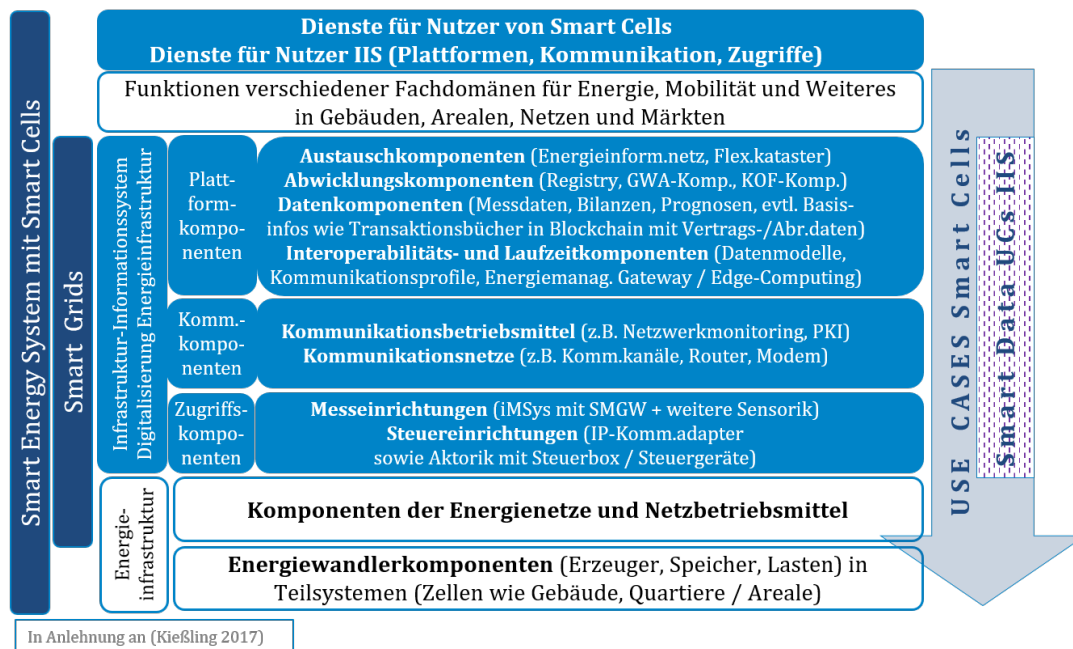 Smart Energy System mit Smart Cells
Smart Grids
Dienste für Nutzer von Smart Cells
Dienste für Nutzer IIS (Plattformen, Kommunikation, Zugriffe)
Funktionen verschiedener Fachdomänen für Energie, Mobilität und Weiteres
in Gebäuden, Arealen, Netzen und Märkten
Infrastruktur-Informationssystem
Digitalisierung Energieinfrastruktur
Platt-
form-
kompo-
nenten
Austauschkomponenten (Energieinform.netz, Flex.kataster)
Abwicklungskomponenten (Registry, GWA-Komp., KOF-Komp.)
Datenkomponenten (Messdaten, Bilanzen, Prognosen, evtl. Basis-
infos wie Transaktionsbücher in Blockchain mit Vertrags-/Abr.daten)
Interoperabilitäts- und Laufzeitkomponenten (Datenmodelle,
Kommunikationsprofile, Energiemanag. Gateway / Edge-Computing)
Komm.-
kompo-
nenten
Kommunikationsbetriebsmittel (z.B. Netzwerkmonitoring, PKI)
Kommunikationsnetze (z.B. Komm.kanäle, Router, Modem)
Zugriffs-
kompo-
nenten
Messeinrichtungen (iMSys mit SMGW + weitere Sensorik)
Steuereinrichtungen (IP-Komm.adapter
sowie Aktorik mit Steuerbox / Steuergeräte)
Energie-
infrastruktur
Komponenten der Energienetze und Netzbetriebsmittel
Energiewandlerkomponenten (Erzeuger, Speicher, Lasten) in
Teilsystemen (Zellen wie Gebäude, Quartiere / Areale)
USE CASES Smart Cells
Smart Data UCs IIS
In Anlehnung an (Kießling 2017)